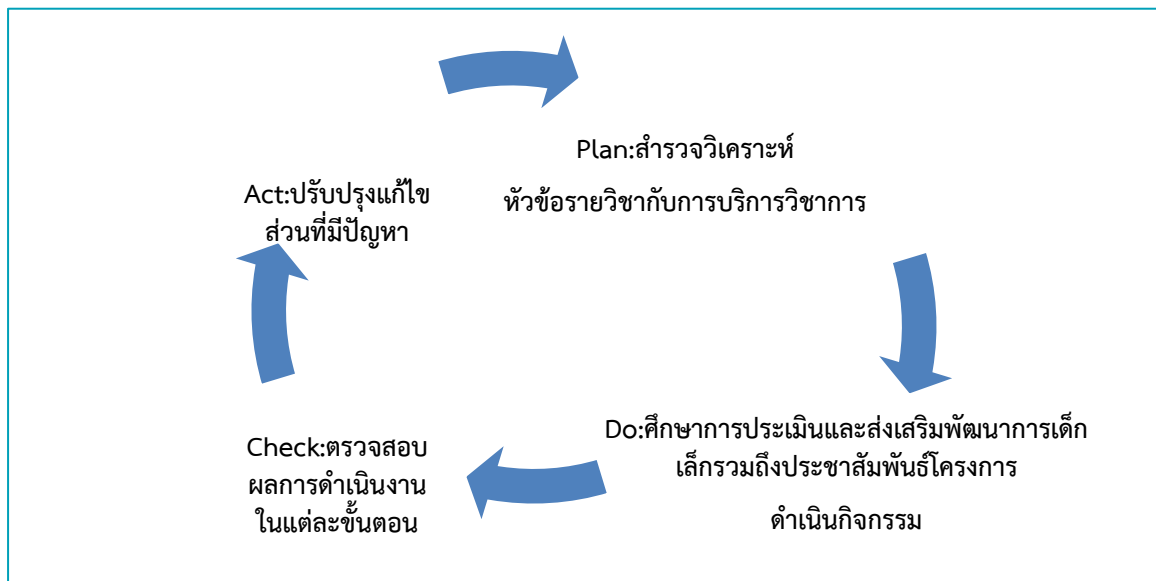 Plan:สำรวจวิเคราะห์
หัวข้อรายวิชากับการบริการวิชาการ
Act:ปรับปรุงแก้ไข
ส่วนที่มีปัญหา
Do:ศึกษาการประเมินและส่งเสริมพัฒนาการเด็ก
เล็กรวมถึงประชาสัมพันธ์โครงการ
ดำเนินกิจกรรม
Check:ตรวจสอบ
ผลการดำเนินงาน
ในแต่ละขั้นตอน